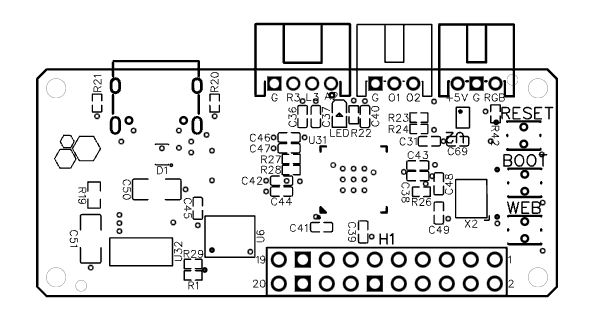 R21
R20
G R3 L3 A
G O1 O2
+5V G RGB
C36
C37
LED
R22
C40
R23
R24
C31
U2
C69
R42
RESET
C46
C47
U31
R27
R28
C42
C44
C43
C38
R26
C48
C49
BOOT
D1
R19
C50
C45
C51
U32
U6
C41
C39
X2
WEB
R29
R1
H1
19 1
20 2